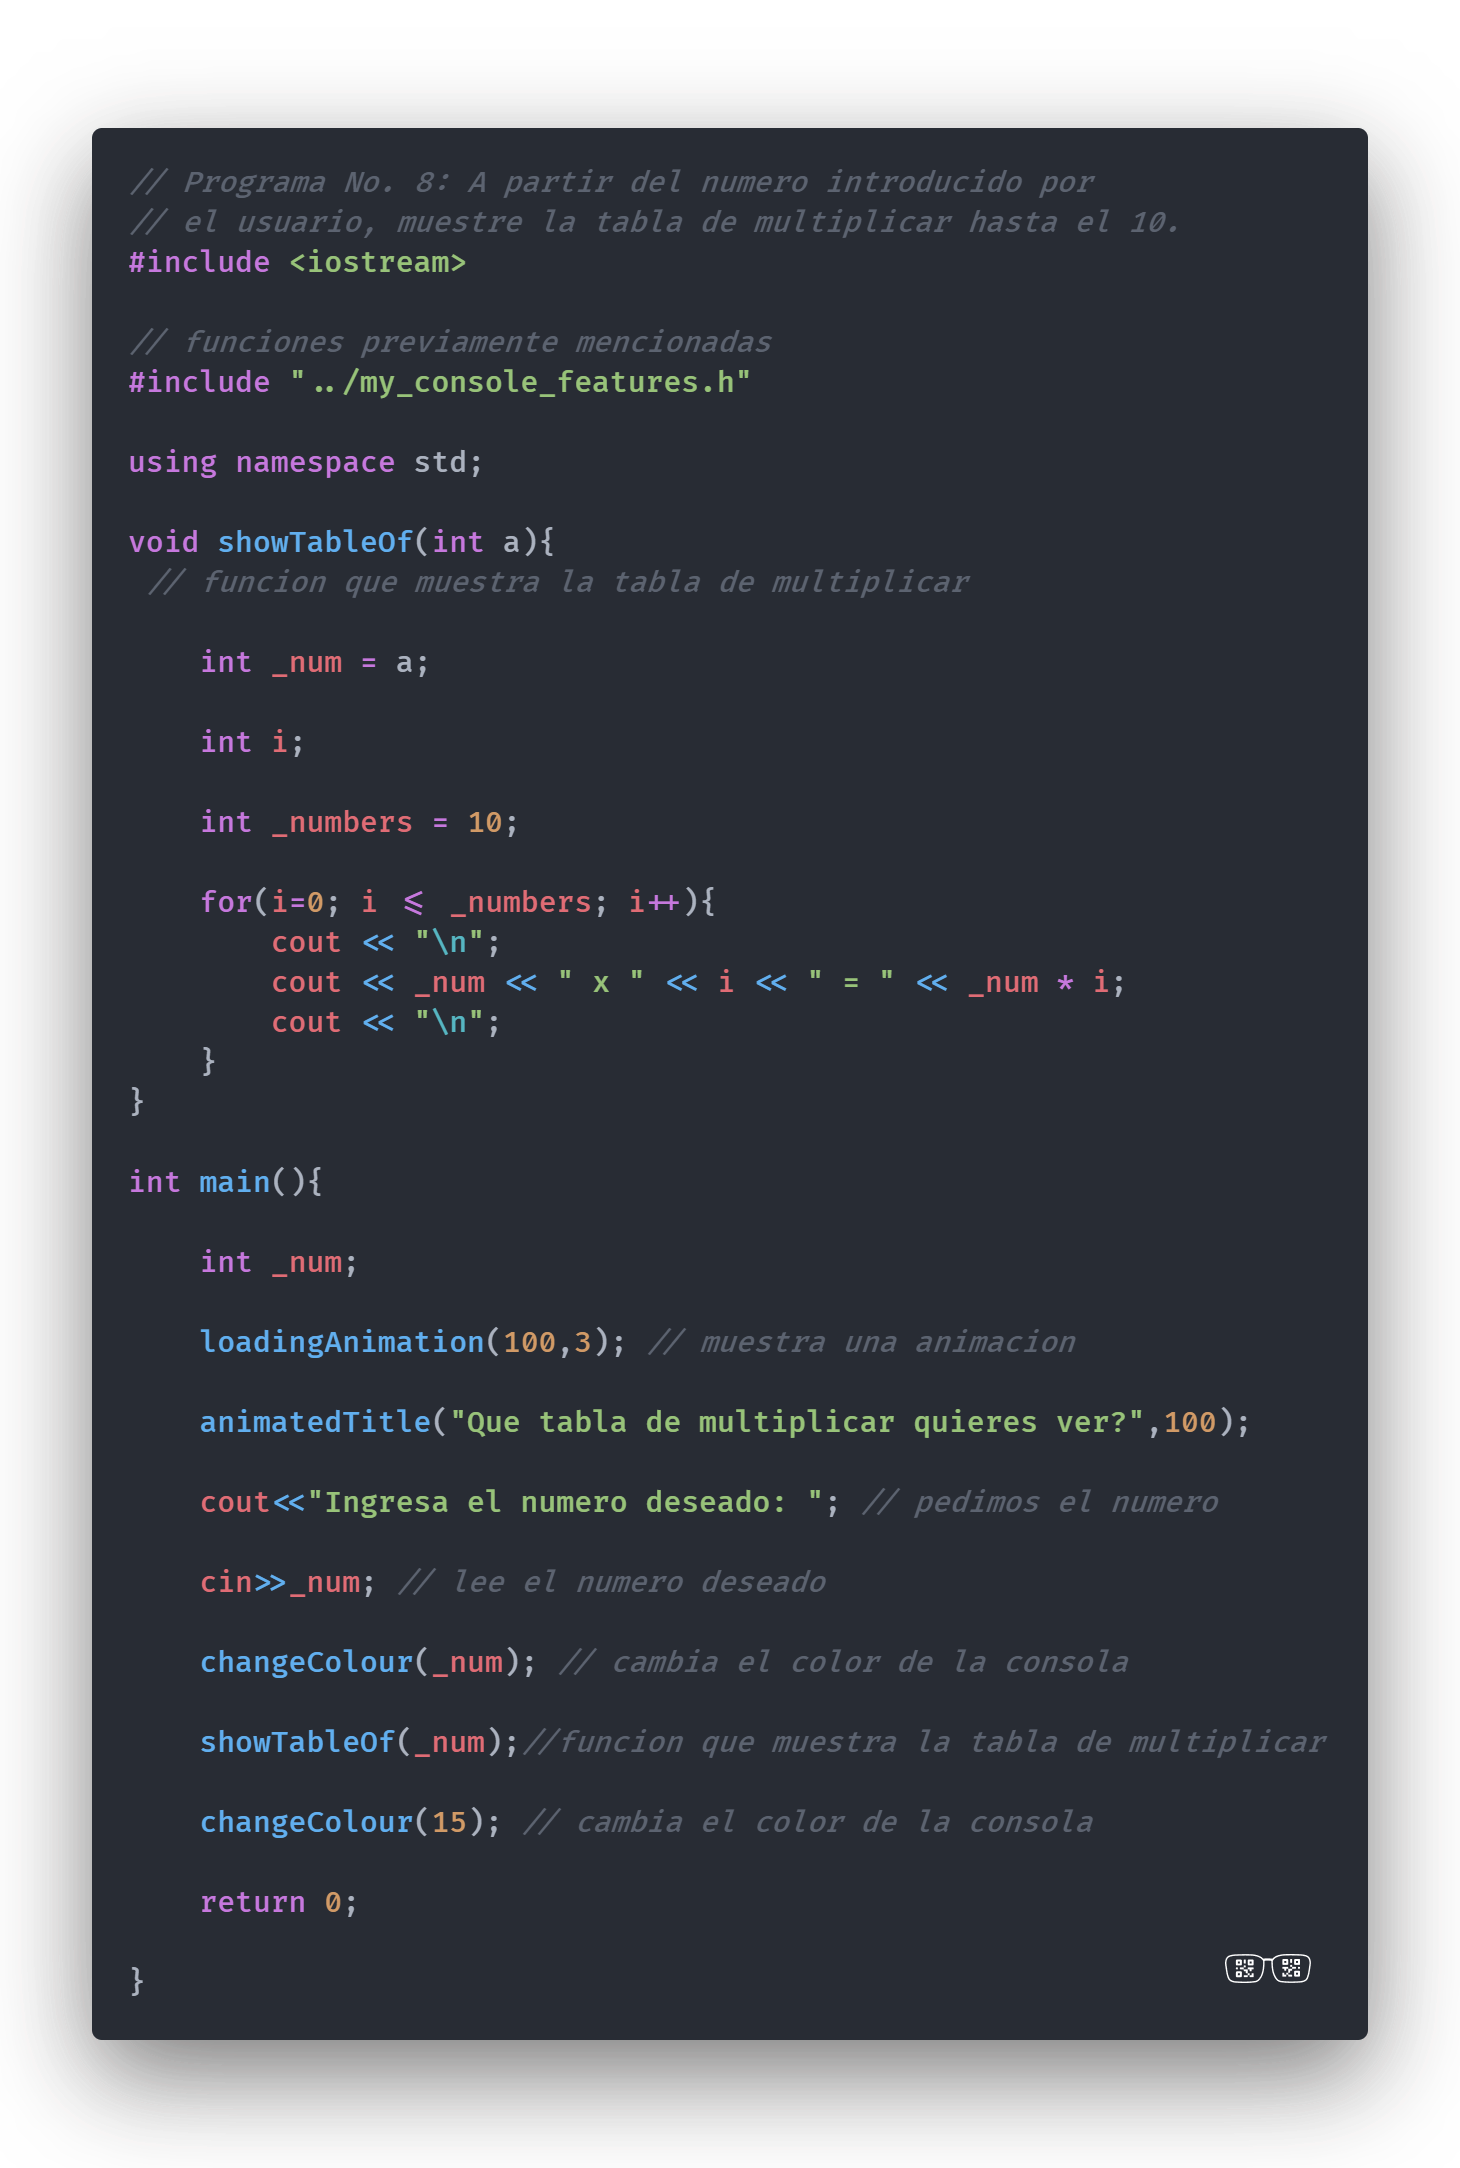 // Programa No. 8: A partir del numero introducido por
// el usuario, muestre la tabla de multiplicar hasta el 10.
#include <iostream>
// funciones previamente mencionadas
#include "../my_console_features.h"
using namespace std;
void showTableOf(int a){
// funcion que muestra la tabla de multiplicar
int _num = a;
int i;
int _numbers = 10;
for(i=0; i <= _numbers; i++){
cout << "\n";
cout << _num << " x " << i << " = " << _num * i;
cout << "\n";
}
}
int main(){
int _num;
loadingAnimation(100,3); // muestra una animacion
animatedTitle("Que tabla de multiplicar quieres ver?",100);
cout<<"Ingresa el numero deseado: "; // pedimos el numero
cin>>_num; // lee el numero deseado
changeColour(_num); // cambia el color de la consola
showTableOf(_num);//funcion que muestra la tabla de multiplicar
changeColour(15); // cambia el color de la consola
return 0;
}